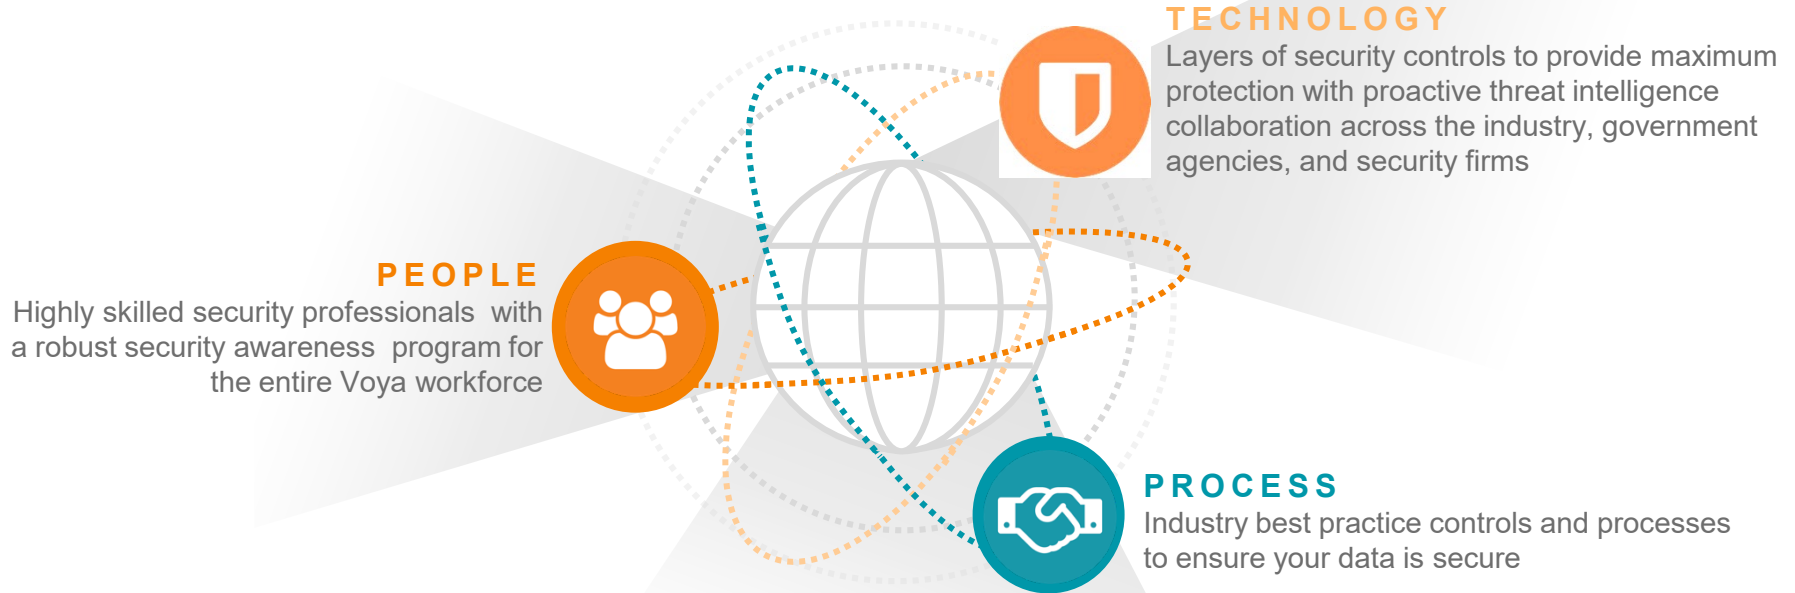 TECHNOLOGY
Layers of security controls to provide maximum
protection with proactive threat intelligence
collaboration across the industry, government
agencies, and security firms
PEOPLE
Highly skilled security professionals with
a robust security awareness program for
the entire Voya workforce
PROCESS
Industry best practice controls and processes
to ensure your data is secure